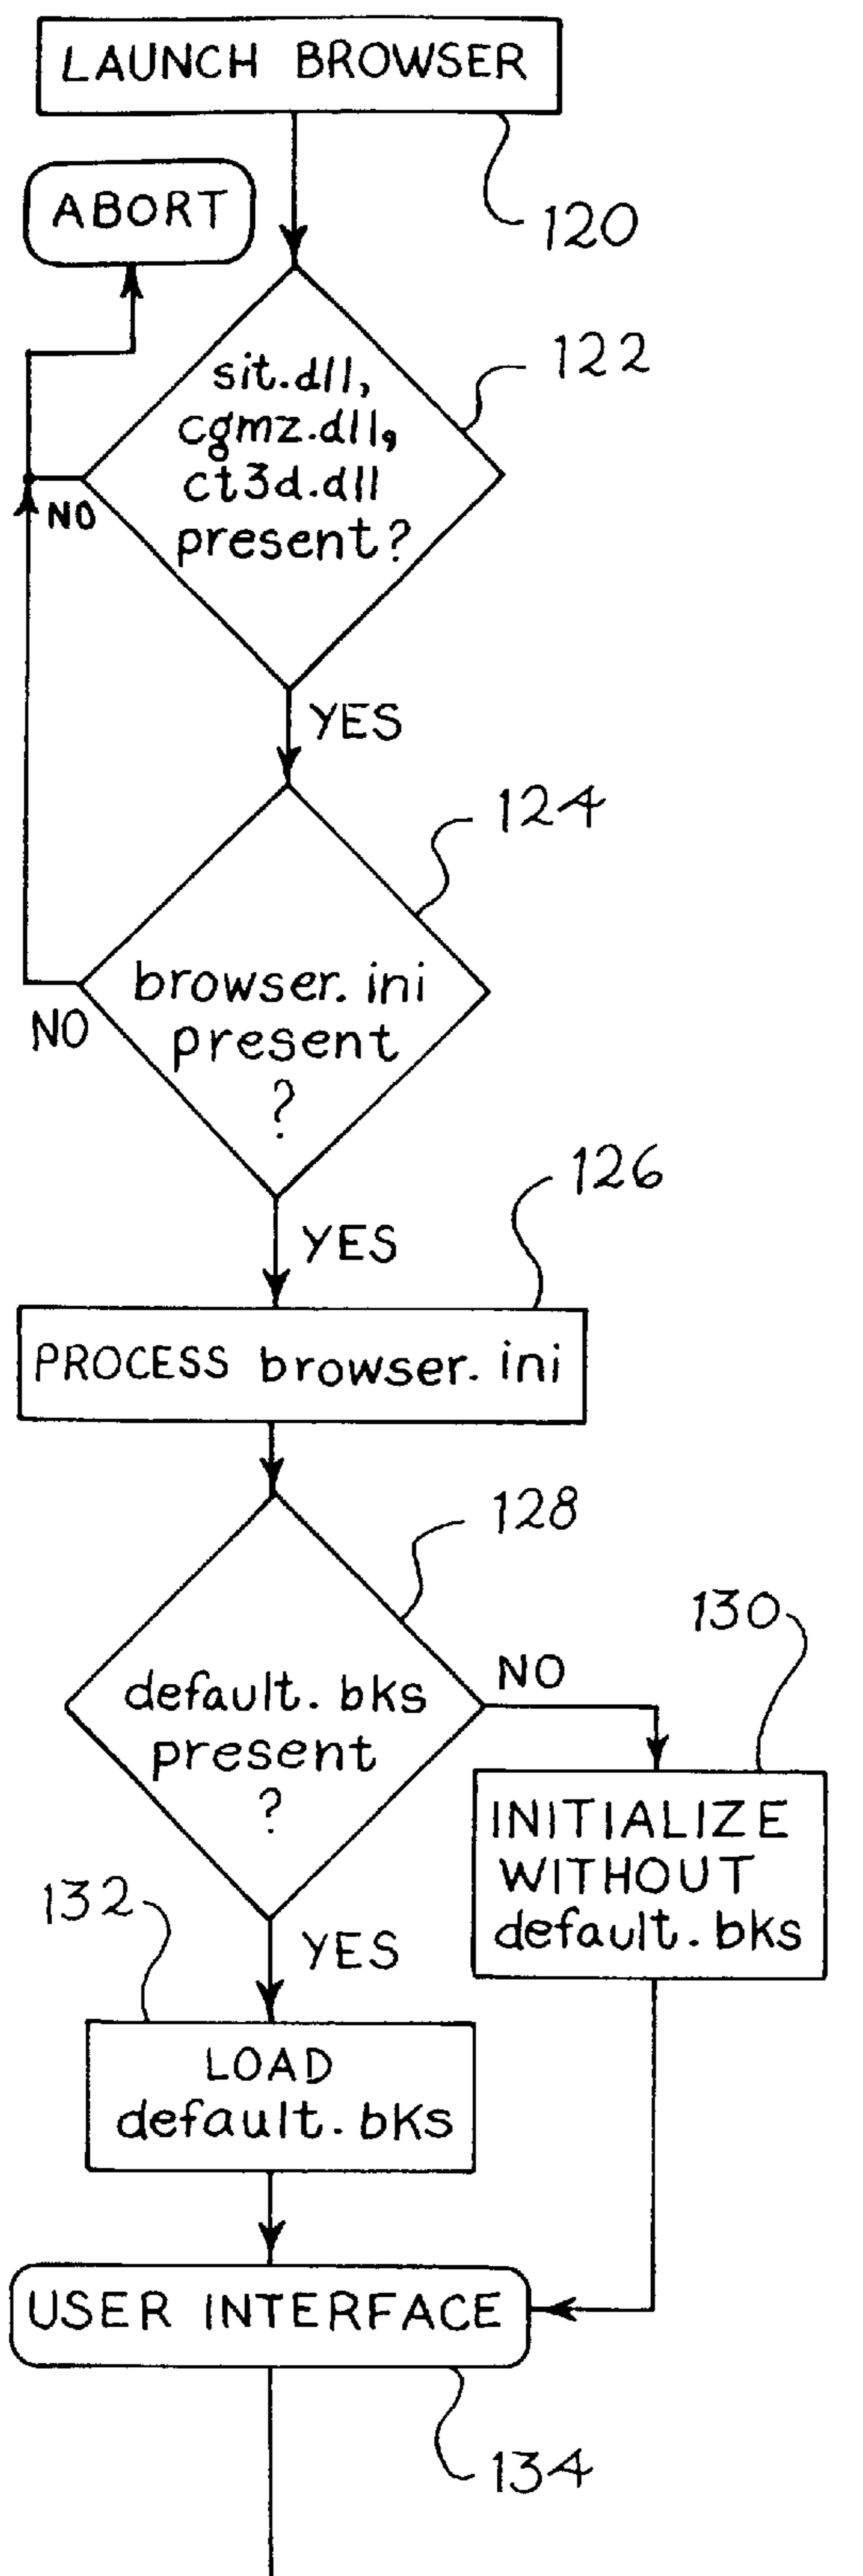 LAUNCH BROWSER
120
ABORT
122
sit.dll,
cgmz.dll,
ct3d.dll
present?
NO
YES
124
browser.ini
present
?
NO
YES
126
PROCESS browser.ini
128
default.bks
present
?
NO
130
INITIALIZE
WITHOUT
default.bks
YES
132
LOAD
default.bks
USER INTERFACE
134